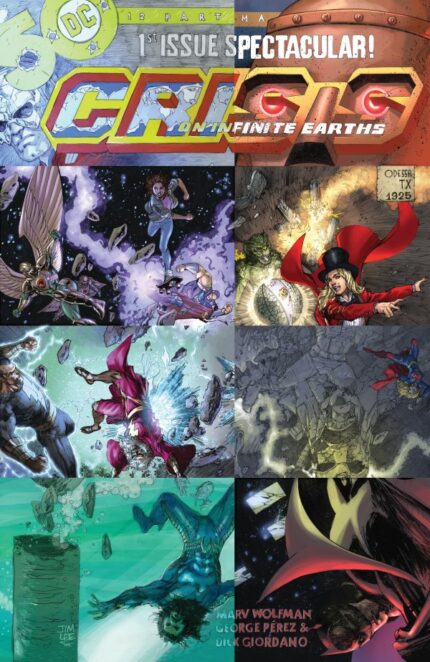 12 PART MA
DC
1ST ISSUE SPECTACULAR!
CRISIS
ON INFINITE EARTHS
ODESSA
TX
1925
JIM
LEE
MARV WOLFMAN
GEORGE PÉREZ &
DICK GIORDANO